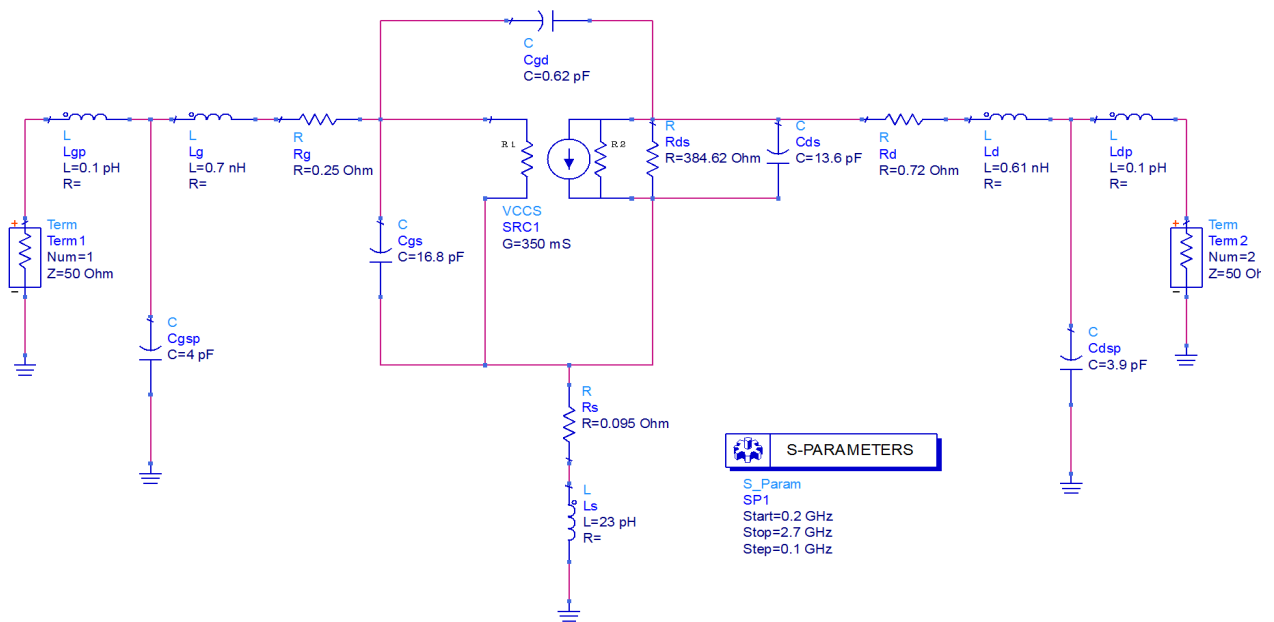 C
Cgd
C=0.62 pF
L
Lgp
L=0.1 pH
R=
L
Lg
L=0.7 nH
R=
R
Rg
R=0.25 Ohm
R1
R2
R
Rds
R=384.62 Ohm
C
Cds
C=13.6 pF
R
Rd
R=0.72 Ohm
L
Ld
L=0.61 nH
R=
L
Ldp
L=0.1 pH
R=
+
Term
Term1
Num=1
Z=50 Ohm
-
C
Cgs
C=16.8 pF
VCCS
SRC1
G=350 mS
+
Term
Term2
Num=2
Z=50 Oh
-
C
Cgsp
C=4 pF
C
Cdsp
C=3.9 pF
R
Rs
R=0.095 Ohm
L
Ls
L=23 pH
R=
S-PARAMETERS
S_Param
SP1
Start=0.2 GHz
Stop=2.7 GHz
Step=0.1 GHz